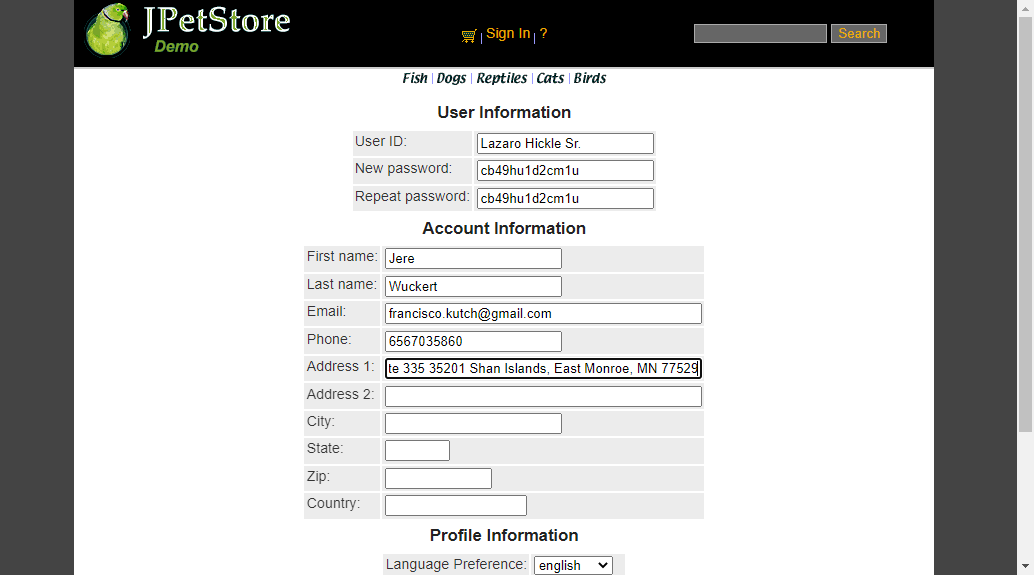 JPetStore
Demo
Sign In
?
Search
Fish | Dogs | Reptiles | Cats | Birds
User Information
User ID: Lazaro Hickle Sr.
New password: cb49hu1d2cm1u
Repeat password: cb49hu1d2cm1u
Account Information
First name: Jere
Last name: Wuckert
Email: francisco.kutch@gmail.com
Phone: 6567035860
Address 1: te 335 35201 Shan Islands, East Monroe, MN 77529
Address 2:
City:
State:
Zip:
Country:
Profile Information
Language Preference: english